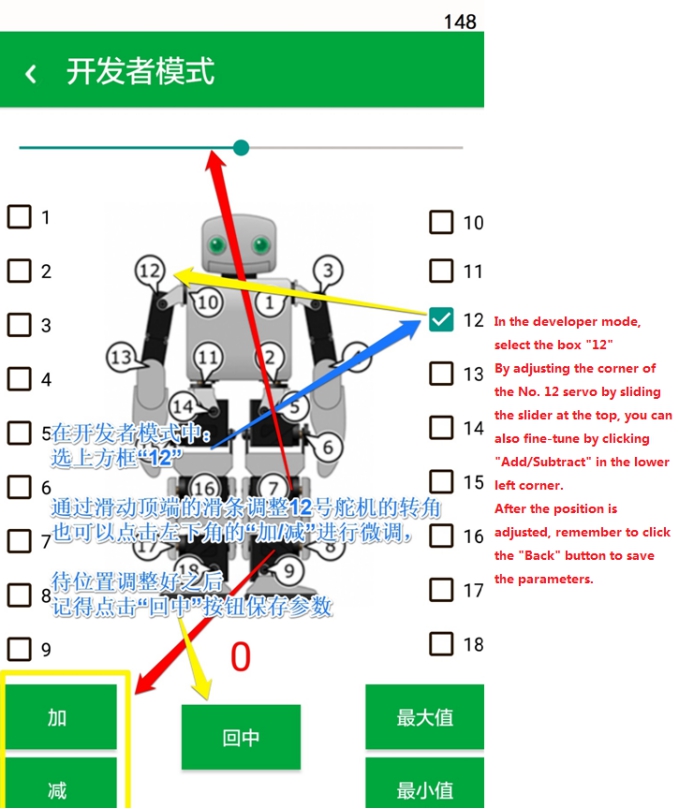 148
开发者模式
1
2
3
4
5
6
7
8
9
10
11
12
13
14
15
16
17
18
12
3
10
1
13
11
2
4
14
5
6
16
7
17
8
18
9
在开发者模式中:
选上方框“12”
通过滑动顶端的滑条调整12号舵机的转角
也可以点击左下角的“加/减”进行微调,
待位置调整好之后
记得点击“回中”按钮保存参数
0
加
减
回中
最大值
最小值
In the developer mode,
select the box "12"
By adjusting the corner of
the No. 12 servo by sliding
the slider at the top, you can
also fine-tune by clicking
"Add/Subtract" in the lower
left corner.
After the position is
adjusted, remember to click
the "Back" button to save
the parameters.